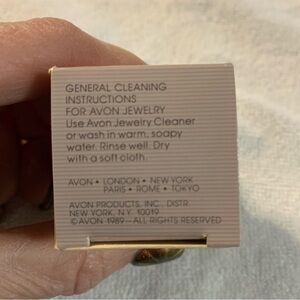 GENERAL CLEANING
INSTRUCTIONS
FOR AVON JEWELRY
Use Avon Jewelry Cleaner
or wash in warm, soapy
water. Rinse well. Dry
with a soft cloth.
AVON • LONDON • NEW YORK
PARIS • ROME • TOKYO
AVON PRODUCTS, INC., DISTR.
NEW YORK, N.Y. 10019
© AVON 1989—ALL RIGHTS RESERVED